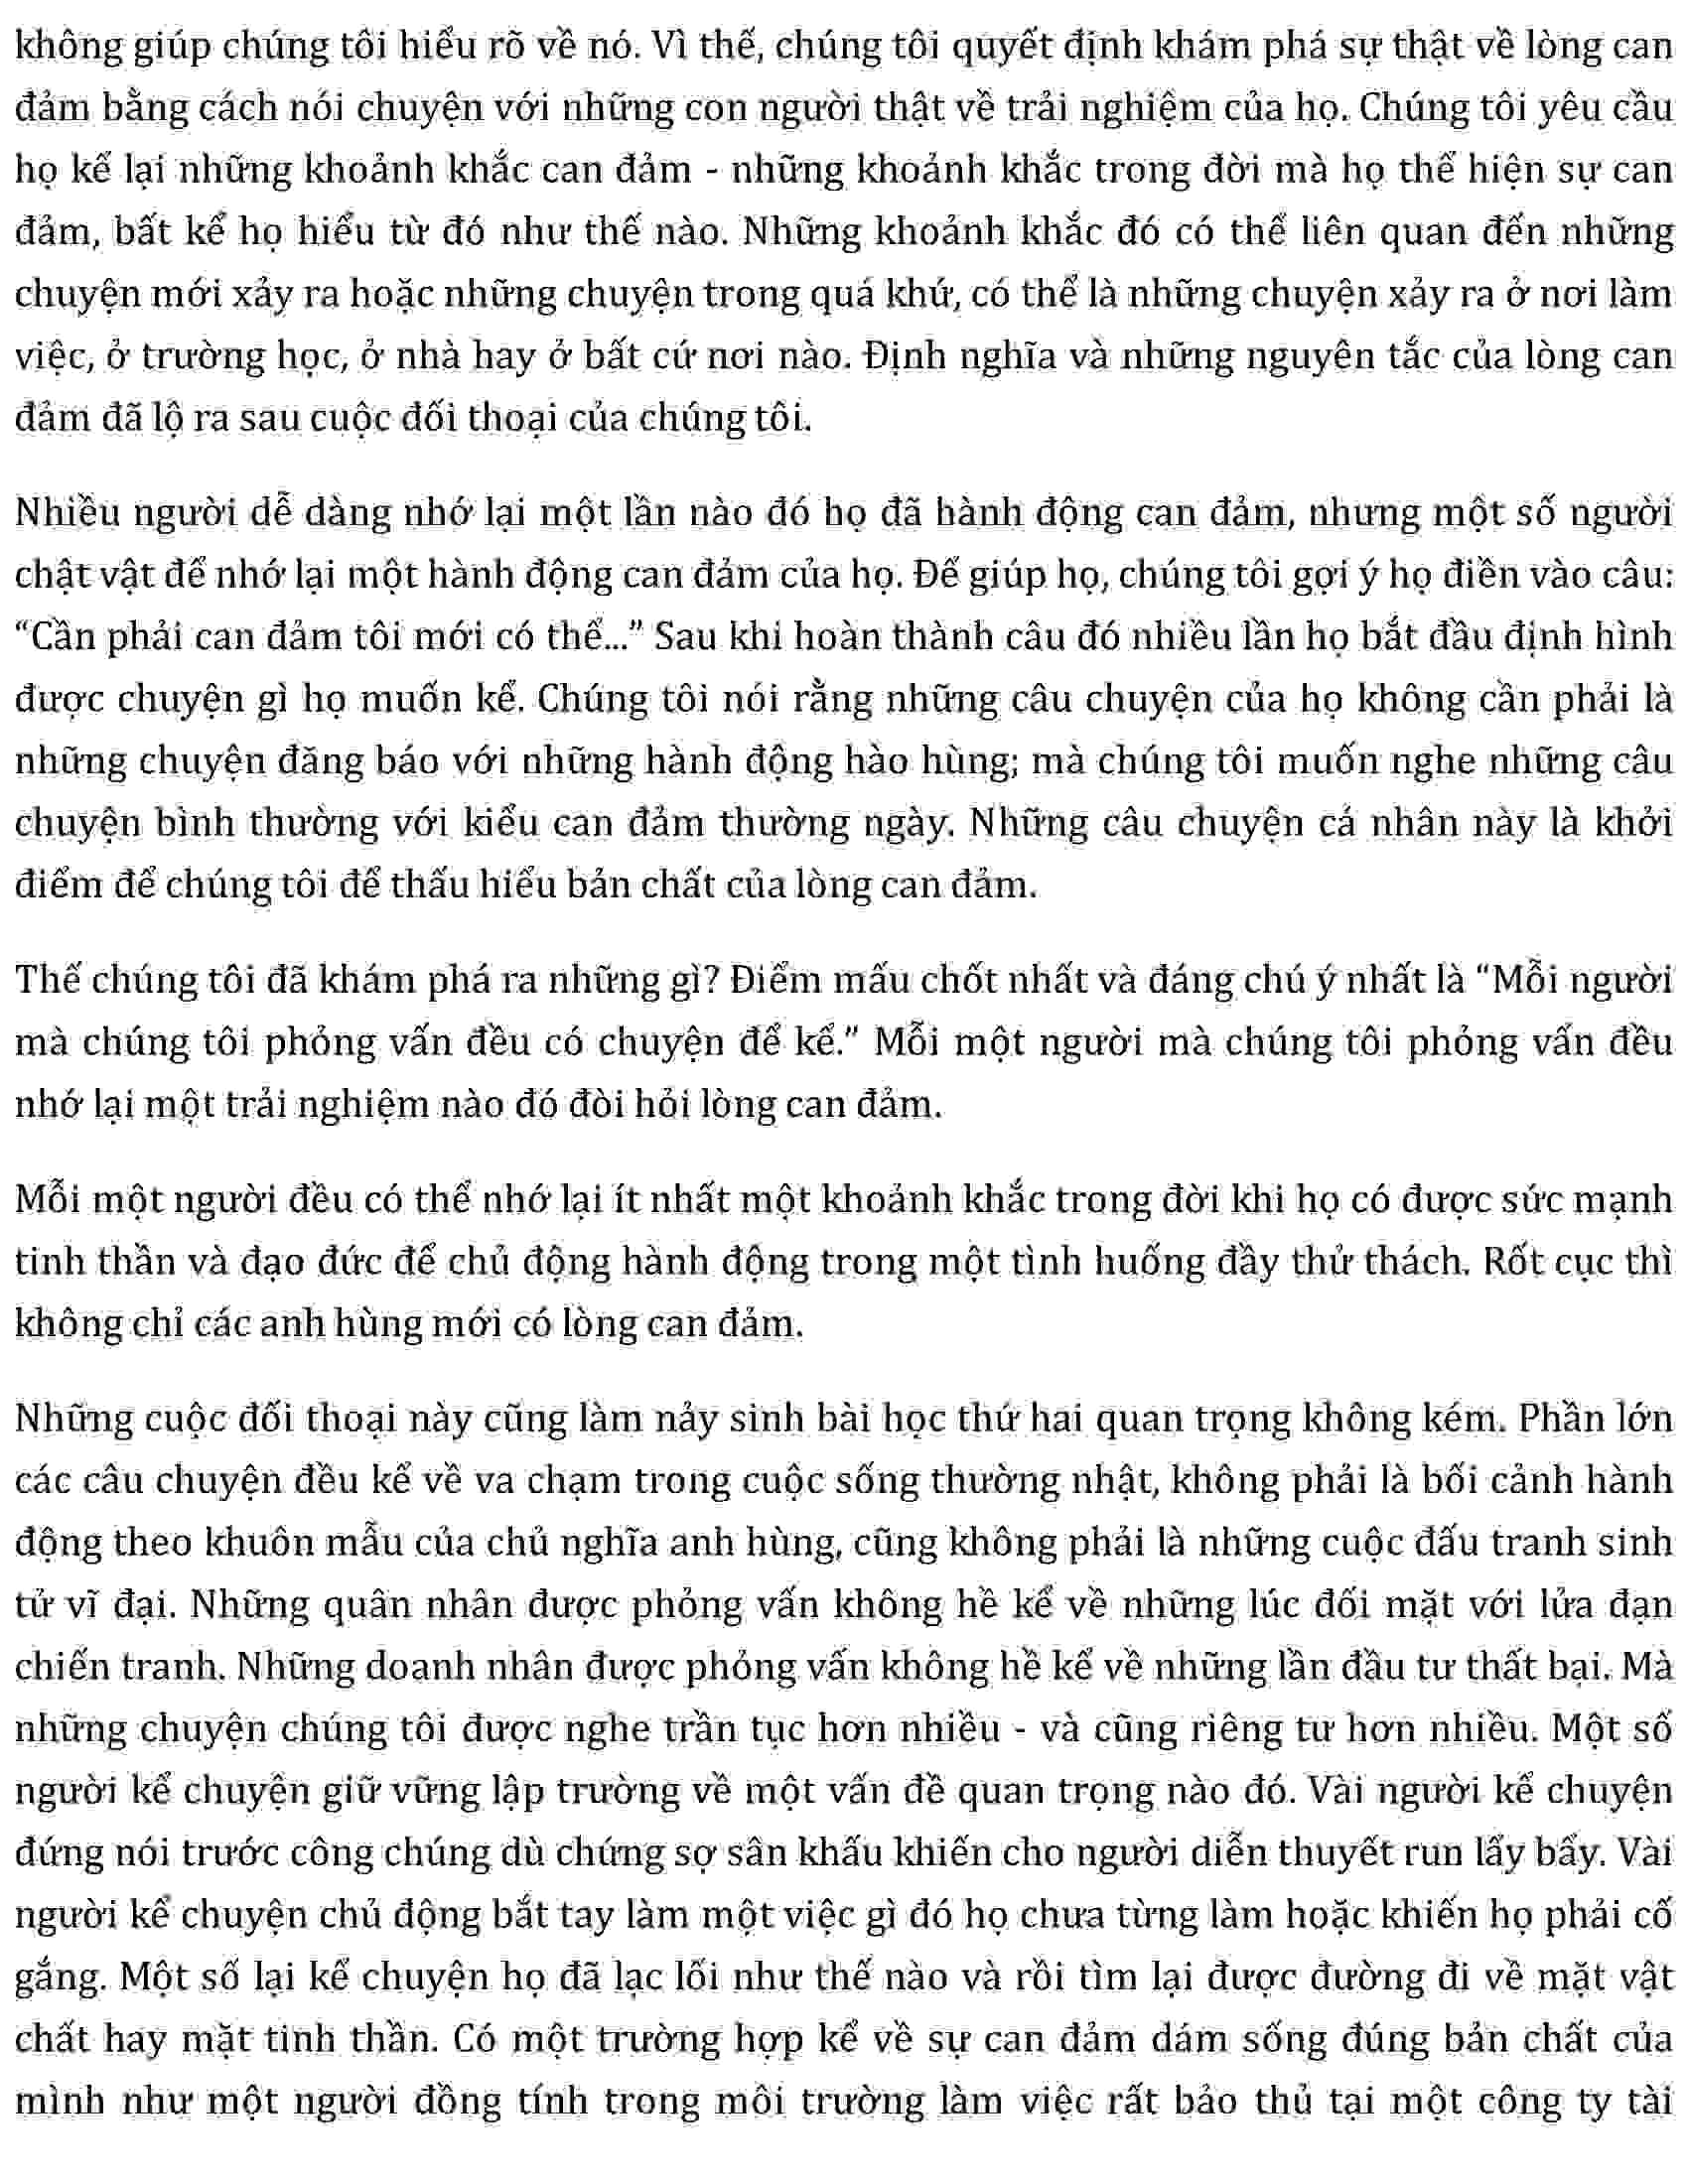 không giúp chúng tôi hiểu rõ về nó. Vì thế, chúng tôi quyết định khám phá sự thật về lòng can
đảm bằng cách nói chuyện với những con người thật về trải nghiệm của họ. Chúng tôi yêu cầu
họ kể lại những khoảnh khắc can đảm - những khoảnh khắc trong đời mà họ thể hiện sự can
đảm, bất kể họ hiểu từ đó như thế nào. Những khoảnh khắc đó có thể liên quan đến những
chuyện mới xảy ra hoặc những chuyện trong quá khứ, có thể là những chuyện xảy ra ở nơi làm
việc, ở trường học, ở nhà hay ở bất cứ nơi nào. Định nghĩa và những nguyên tắc của lòng can
đảm đã lộ ra sau cuộc đối thoại của chúng tôi.
Nhiều người dễ dàng nhớ lại một lần nào đó họ đã hành động can đảm, nhưng một số người
chật vật để nhớ lại một hành động can đảm của họ. Để giúp họ, chúng tôi gợi ý họ điền vào câu:
“Cần phải can đảm tôi mới có thể...” Sau khi hoàn thành câu đó nhiều lần họ bắt đầu định hình
được chuyện gì họ muốn kể. Chúng tôi nói rằng những câu chuyện của họ không cần phải là
những chuyện đăng báo với những hành động hào hùng; mà chúng tôi muốn nghe những câu
chuyện bình thường với kiểu can đảm thường ngày. Những câu chuyện cá nhân này là khởi
điểm để chúng tôi để thấu hiểu bản chất của lòng can đảm.
Thế chúng tôi đã khám phá ra những gì? Điểm mấu chốt nhất và đáng chú ý nhất là “Mỗi người
mà chúng tôi phỏng vấn đều có chuyện để kể.” Mỗi một người mà chúng tôi phỏng vấn đều
nhớ lại một trải nghiệm nào đó đòi hỏi lòng can đảm.
Mỗi một người đều có thể nhớ lại ít nhất một khoảnh khắc trong đời khi họ có được sức mạnh
tinh thần và đạo đức để chủ động hành động trong một tình huống đầy thử thách. Rốt cục thì
không chỉ các anh hùng mới có lòng can đảm.
Những cuộc đối thoại này cũng làm nảy sinh bài học thứ hai quan trọng không kém. Phần lớn
các câu chuyện đều kể về va chạm trong cuộc sống thường nhật, không phải là bối cảnh hành
động theo khuôn mẫu của chủ nghĩa anh hùng, cũng không phải là những cuộc đấu tranh sinh
tử vĩ đại. Những quân nhân được phỏng vấn không hề kể về những lúc đối mặt với lửa đạn
chiến tranh. Những doanh nhân được phỏng vấn không hề kể về những lần đầu tư thất bại. Mà
những chuyện chúng tôi được nghe trần tục hơn nhiều - và cũng riêng tư hơn nhiều. Một số
người kể chuyện giữ vững lập trường về một vấn đề quan trọng nào đó. Vài người kể chuyện
đứng nói trước công chúng dù chứng sợ sân khấu khiến cho người diễn thuyết run lẩy bẩy. Vài
người kể chuyện chủ động bắt tay làm một việc gì đó họ chưa từng làm hoặc khiến họ phải cố
gắng. Một số lại kể chuyện họ đã lạc lối như thế nào và rồi tìm lại được đường đi về mặt vật
chất hay mặt tinh thần. Có một trường hợp kể về sự can đảm dám sống đúng bản chất của
mình như một người đồng tính trong môi trường làm việc rất bảo thủ tại một công ty tài